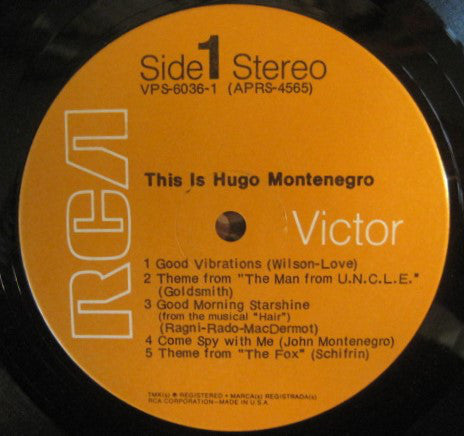 Side 1 Stereo
VPS-6036-1 (APRS-4565)
RCA
This Is Hugo Montenegro
Victor
1 Good Vibrations (Wilson-Love)
2 Theme from "The Man from U.N.C.L.E."
(Goldsmith)
3 Good Morning Starshine
(from the musical "Hair")
(Ragni-Rado-MacDermot)
4 Come Spy with Me (John Montenegro)
5 Theme from "The Fox" (Schifrin)
TMK(s) ® REGISTERED • MARCA(s) REGISTRADA(s)
RCA CORPORATION—MADE IN U.S.A.